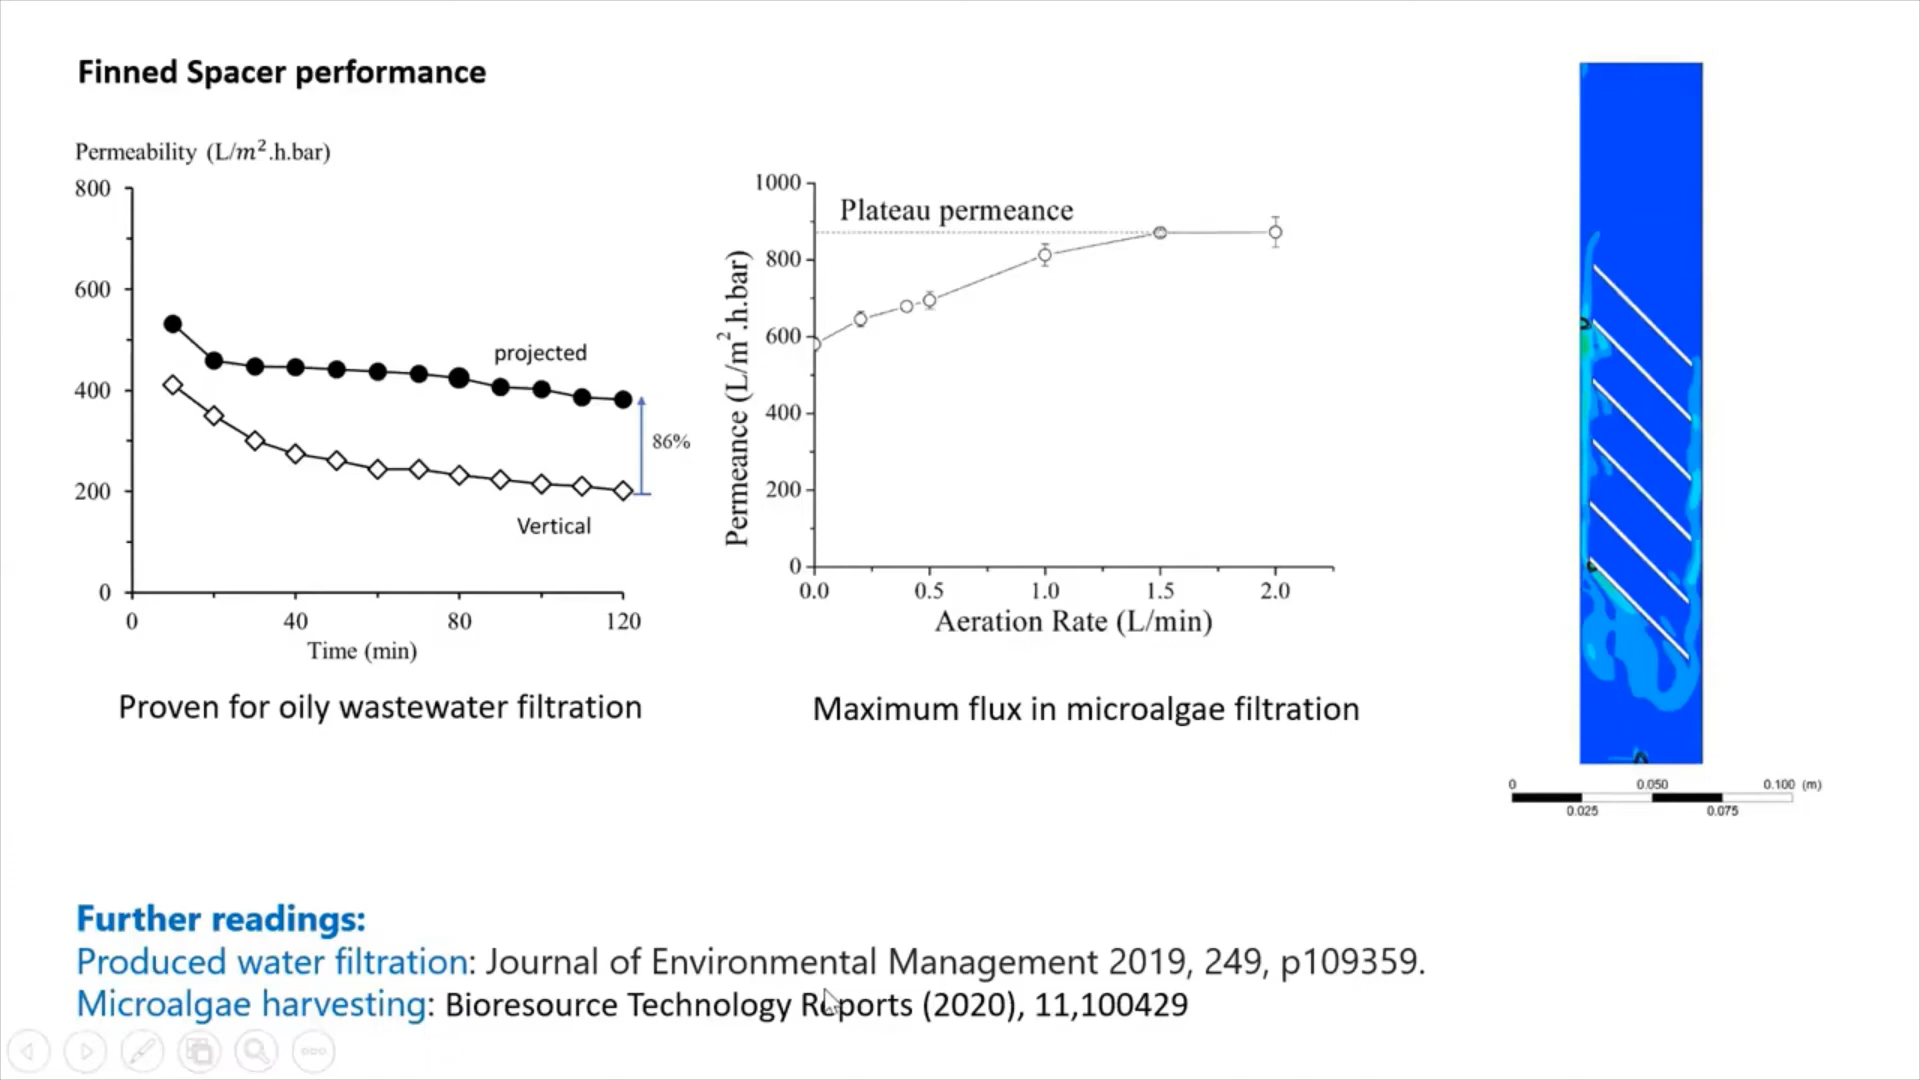 Finned Spacer performance
Permeability (L/m².h.bar)
800
600
400
200
0
0 40 80 120
Time (min)
projected
86%
Vertical
Proven for oily wastewater filtration
1000
800
600
400
200
0
Permeance (L/m².h.bar)
Plateau permeance
0.0 0.5 1.0 1.5 2.0
Aeration Rate (L/min)
Maximum flux in microalgae filtration
0 0.050 0.100 (m)
0.025 0.075
Further readings:
Produced water filtration: Journal of Environmental Management 2019, 249, p109359.
Microalgae harvesting: Bioresource Technology Reports (2020), 11,100429